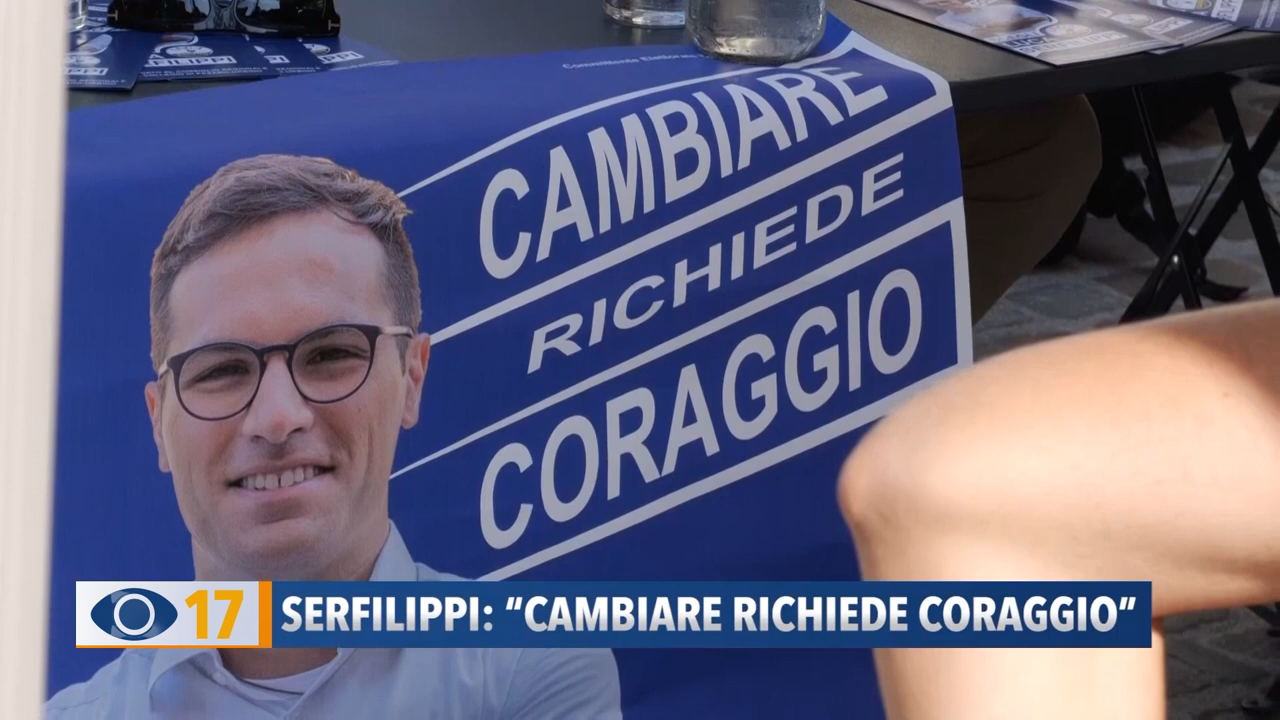 CAMBIARE
RICHIEDE
CORAGGIO
17 SERFILIPPI: “CAMBIARE RICHIEDE CORAGGIO”